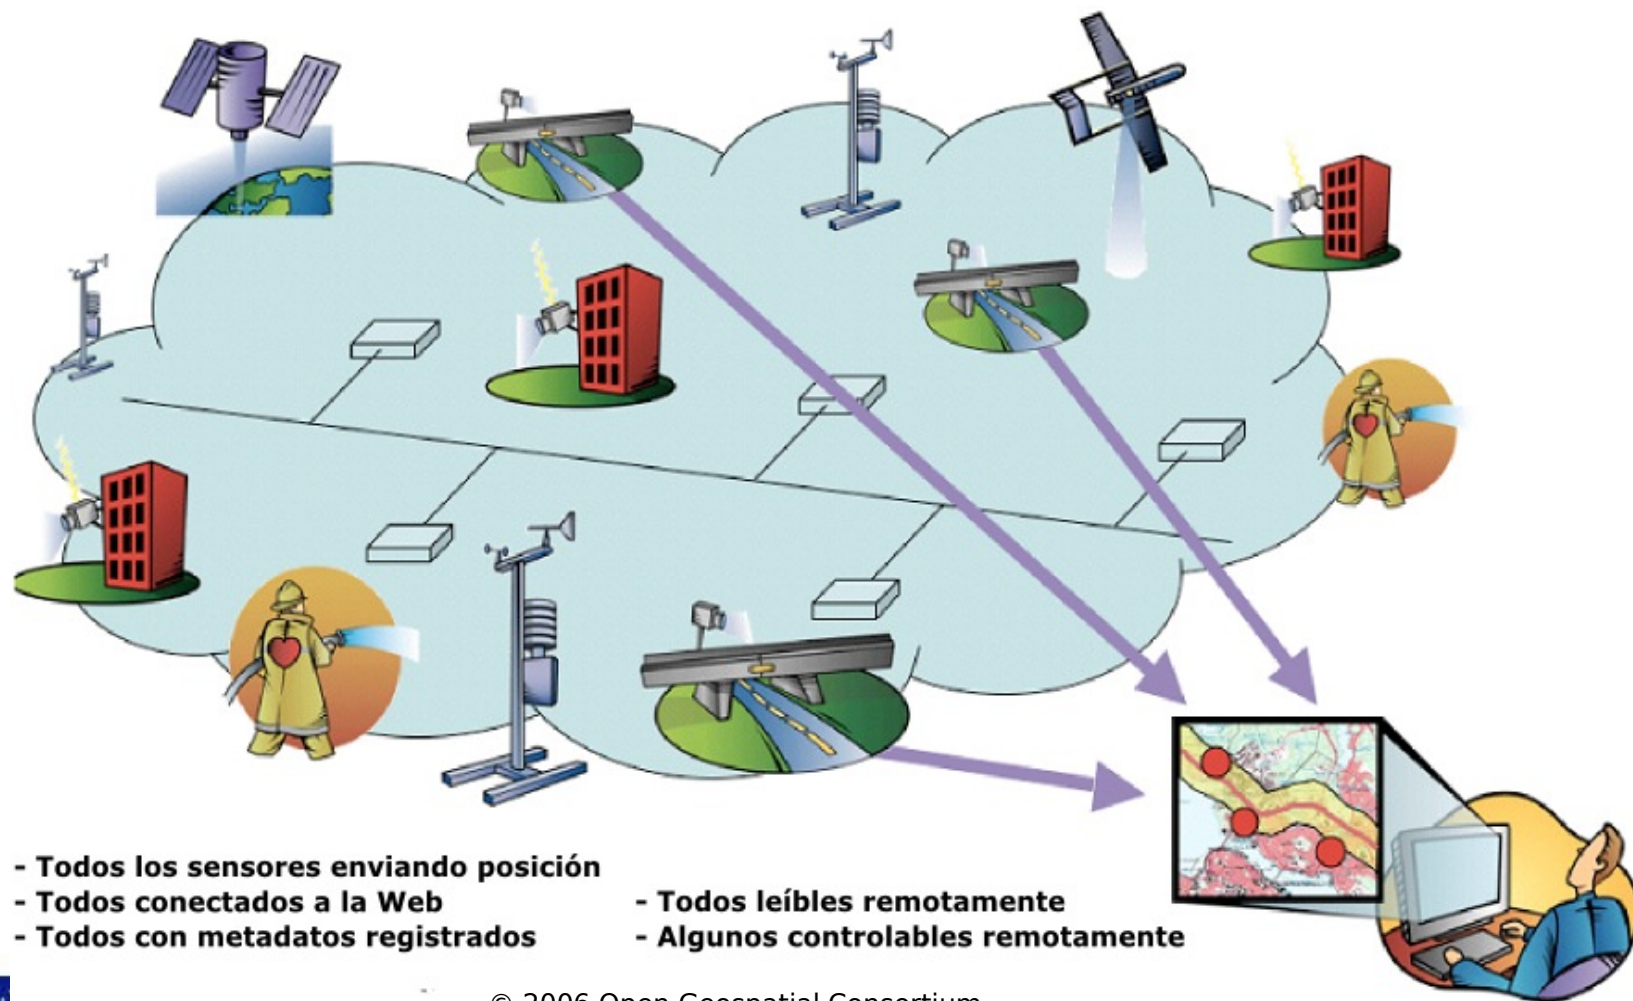 - Todos los sensores enviando posición
- Todos conectados a la Web
- Todos con metadatos registrados
- Todos leíbles remotamente
- Algunos controlables remotamente
© 2006 Open Geospatial Consortium